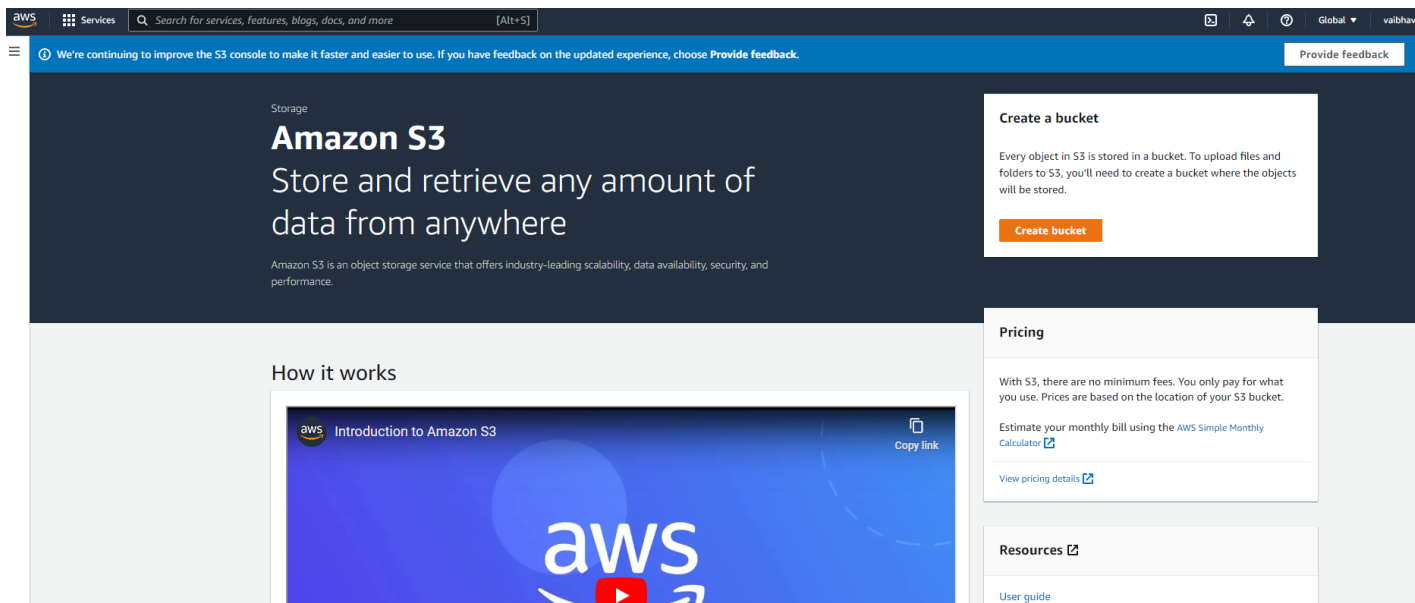 aws
Services
Search for services, features, blogs, docs, and more
[Alt+S]
Global
vaibhav
We're continuing to improve the S3 console to make it faster and easier to use. If you have feedback on the updated experience, choose Provide feedback.
Provide feedback
Storage
Amazon S3
Store and retrieve any amount of
data from anywhere
Amazon S3 is an object storage service that offers industry-leading scalability, data availability, security, and
performance.
Create a bucket
Every object in S3 is stored in a bucket. To upload files and
folders to S3, you'll need to create a bucket where the objects
will be stored.
Create bucket
Pricing
With S3, there are no minimum fees. You only pay for what
you use. Prices are based on the location of your S3 bucket.
Estimate your monthly bill using the AWS Simple Monthly
Calculator
View pricing details
Resources
User guide
How it works
aws
Introduction to Amazon S3
Copy link
aws